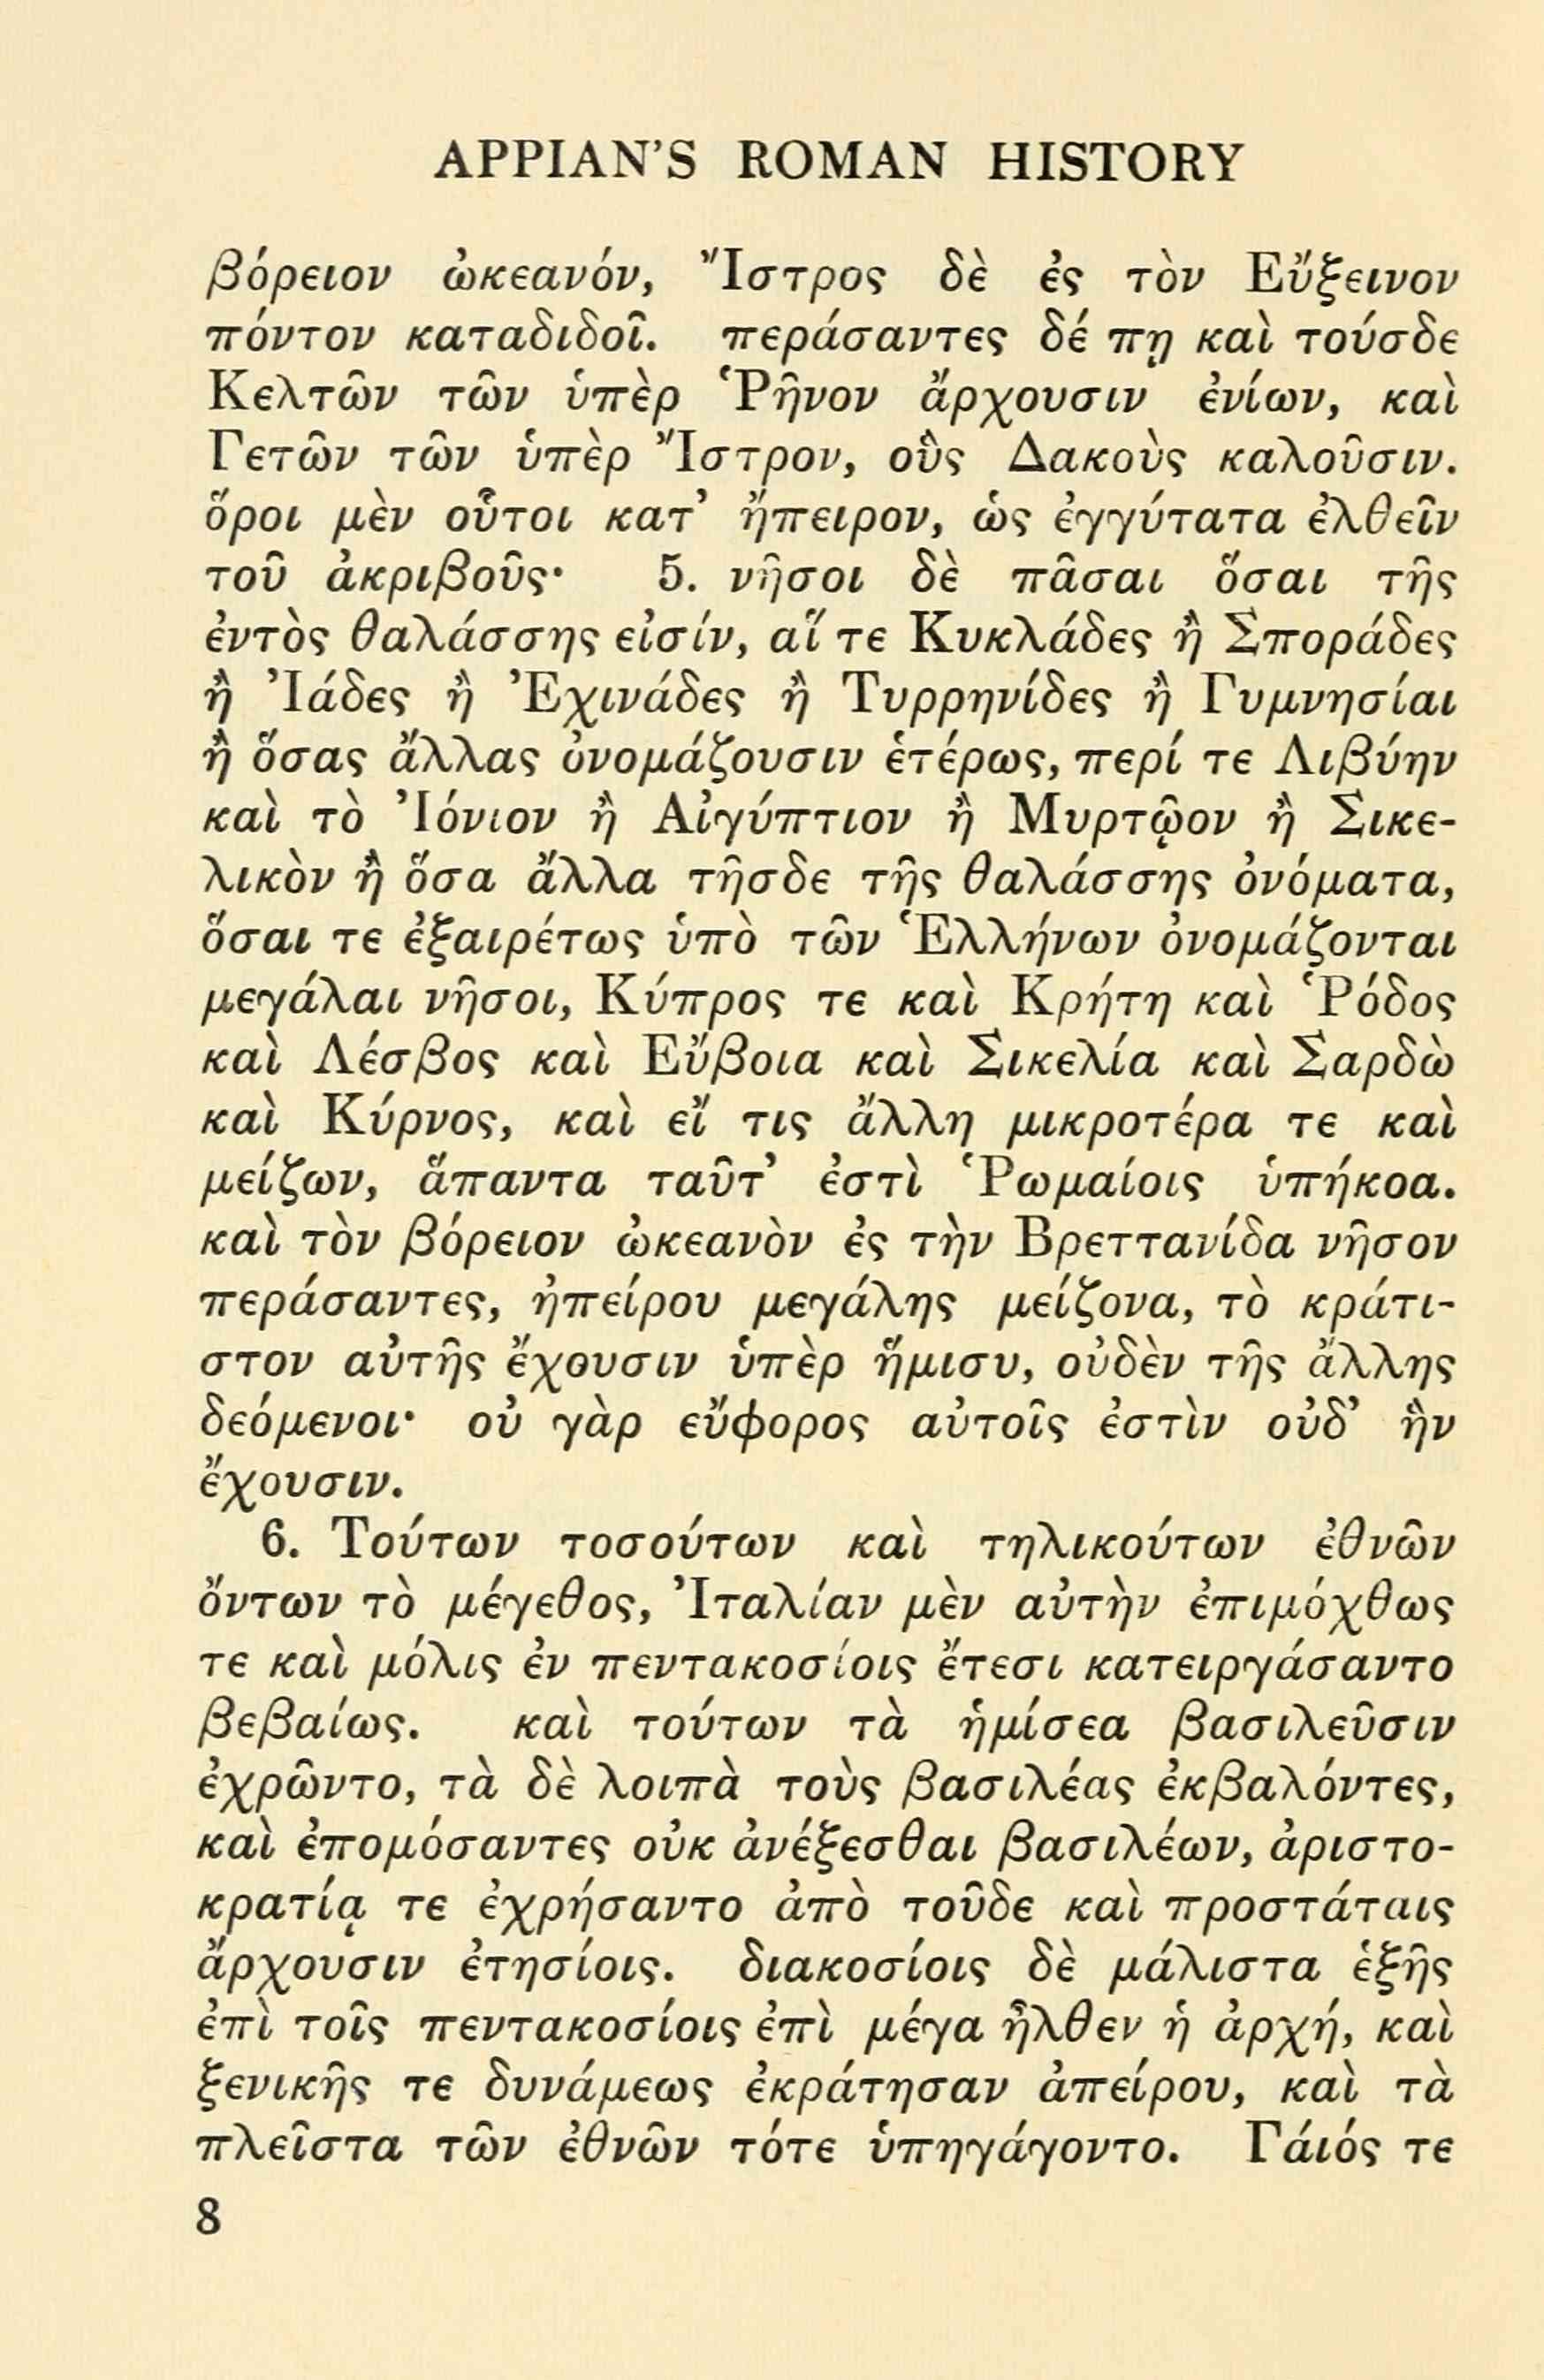 APPIAN'S ROMAN HISTORY
βόρειον ὠκεανόν, Ἴστρος δὲ ἐς τὸν Εὔξεινον
πόντον καταδιδοῖ. περάσαντες δέ πῃ καὶ τούσδε
Κελτῶν τῶν ὑπὲρ Ῥῆνον ἄρχουσιν ἐνίων, καὶ
Γετῶν τῶν ὑπὲρ Ἴστρον, οὓς Δακοὺς καλοῦσιν.
ὅροι μὲν οὗτοι κατ’ ἤπειρον, ὡς ἐγγύτατα ἐλθεῖν
τοῦ ἀκριβοῦς· 5. νῆσοι δὲ πᾶσαι ὅσαι τῆς
ἐντὸς θαλάσσης εἰσίν, αἵ τε Κυκλάδες ἢ Σποράδες
ἢ Ἰάδες ἢ Ἐχινάδες ἢ Τυρρηνίδες ἢ Γυμνησίαι
ἢ ὅσας ἄλλας ὀνομάζουσιν ἑτέρως, περί τε Λιβύην
καὶ τὸ Ἰόνιον ἢ Αἰγύπτιον ἢ Μυρτῷον ἢ Σικε-
λικὸν ἢ ὅσα ἄλλα τῆσδε τῆς θαλάσσης ὀνόματα,
ὅσαι τε ἐξαιρέτως ὑπὸ τῶν Ἑλλήνων ὀνομάζονται
μεγάλαι νῆσοι, Κύπρος τε καὶ Κρήτη καὶ Ῥόδος
καὶ Λέσβος καὶ Εὔβοια καὶ Σικελία καὶ Σαρδὼ
καὶ Κύρνος, καὶ εἴ τις ἄλλη μικροτέρα τε καὶ
μείζων, ἅπαντα ταῦτ’ ἐστὶ Ῥωμαίοις ὑπήκοα.
καὶ τὸν βόρειον ὠκεανὸν ἐς τὴν Βρεττανίδα νῆσον
περάσαντες, ἠπείρου μεγάλης μείζονα, τὸ κράτι-
στον αὐτῆς ἔχουσιν ὑπὲρ ἥμισυ, οὐδὲν τῆς ἄλλης
δεόμενοι· οὐ γὰρ εὔφορος αὐτοῖς ἐστὶν οὐδ’ ἣν
ἔχουσιν.
6. Τούτων τοσούτων καὶ τηλικούτων ἐθνῶν
ὄντων τὸ μέγεθος, Ἰταλίαν μὲν αὐτὴν ἐπιμόχθως
τε καὶ μόλις ἐν πεντακοσίοις ἔτεσι κατειργάσαντο
βεβαίως. καὶ τούτων τὰ ἡμίσεα βασιλεῦσιν
ἐχρῶντο, τὰ δὲ λοιπὰ τοὺς βασιλέας ἐκβαλόντες,
καὶ ἐπομόσαντες οὐκ ἀνέξεσθαι βασιλέων, ἀριστο-
κρατίᾳ τε ἐχρήσαντο ἀπὸ τοῦδε καὶ προστάταις
ἄρχουσιν ἐτησίοις. διακοσίοις δὲ μάλιστα ἑξῆς
ἐπὶ τοῖς πεντακοσίοις ἐπὶ μέγα ἦλθεν ἡ ἀρχή, καὶ
ξενικῆς τε δυνάμεως ἐκράτησαν ἀπείρου, καὶ τὰ
πλεῖστα τῶν ἐθνῶν τότε ὑπηγάγοντο. Γάιός τε
8